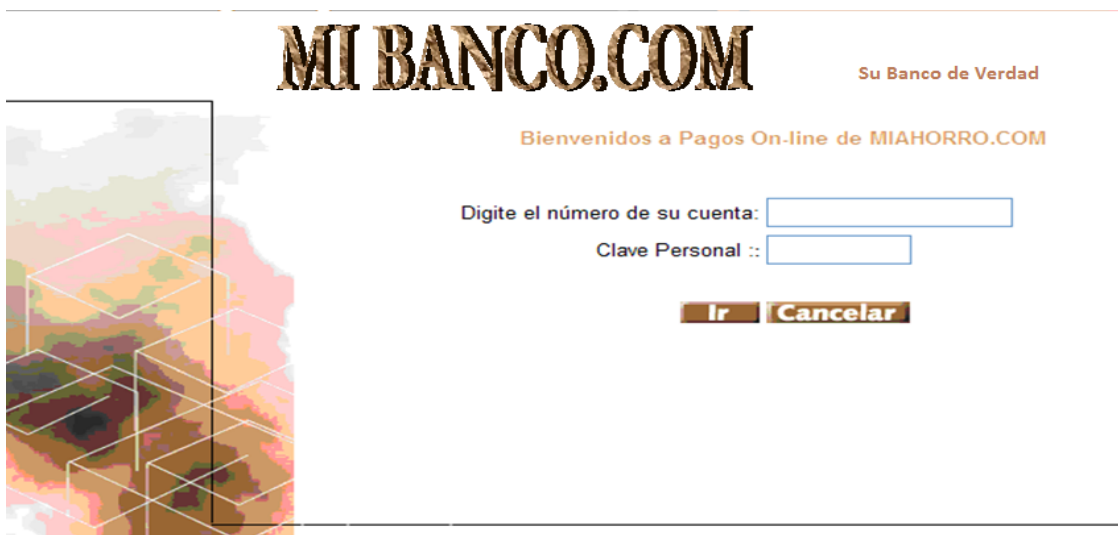 MI BANCO.COM
Su Banco de Verdad
Bienvenidos a Pagos On-line de MIAHORRO.COM
Digite el número de su cuenta:
Clave Personal ::
Ir Cancelar